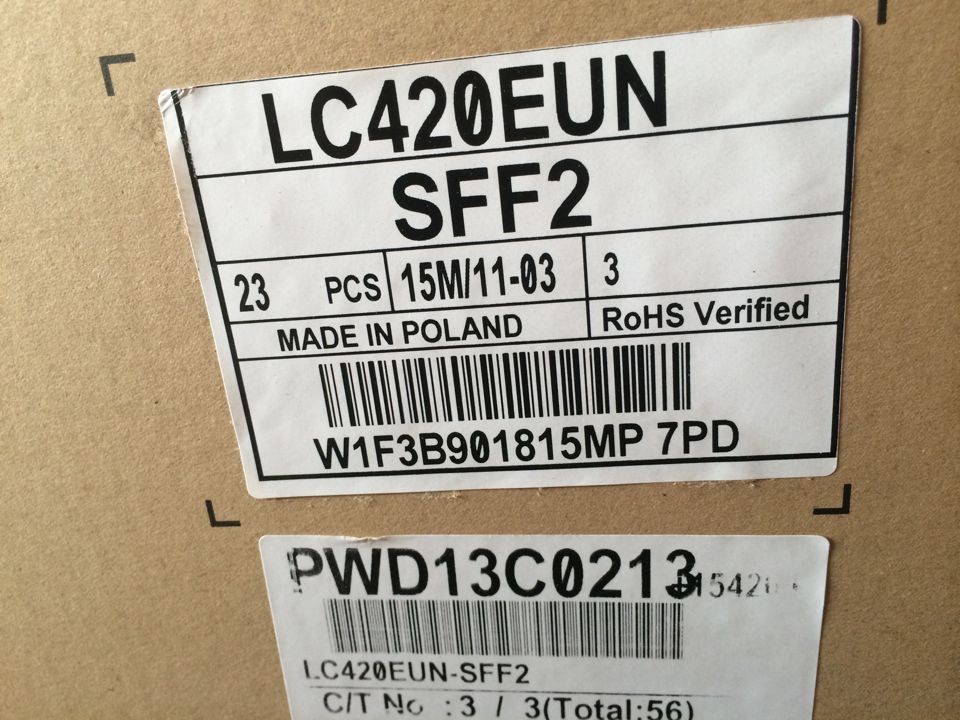 LC420EUN
SFF2
23 PCS 15M/11-03 3
MADE IN POLAND RoHS Verified
W1F3B901815MP 7PD
PWD13C0213
LC420EUN-SFF2
C/T No : 3 / 3(Total:56)